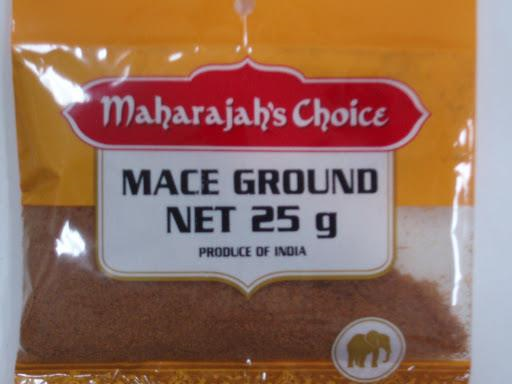 Maharajah's Choice
MACE GROUND
NET 25 g
PRODUCE OF INDIA